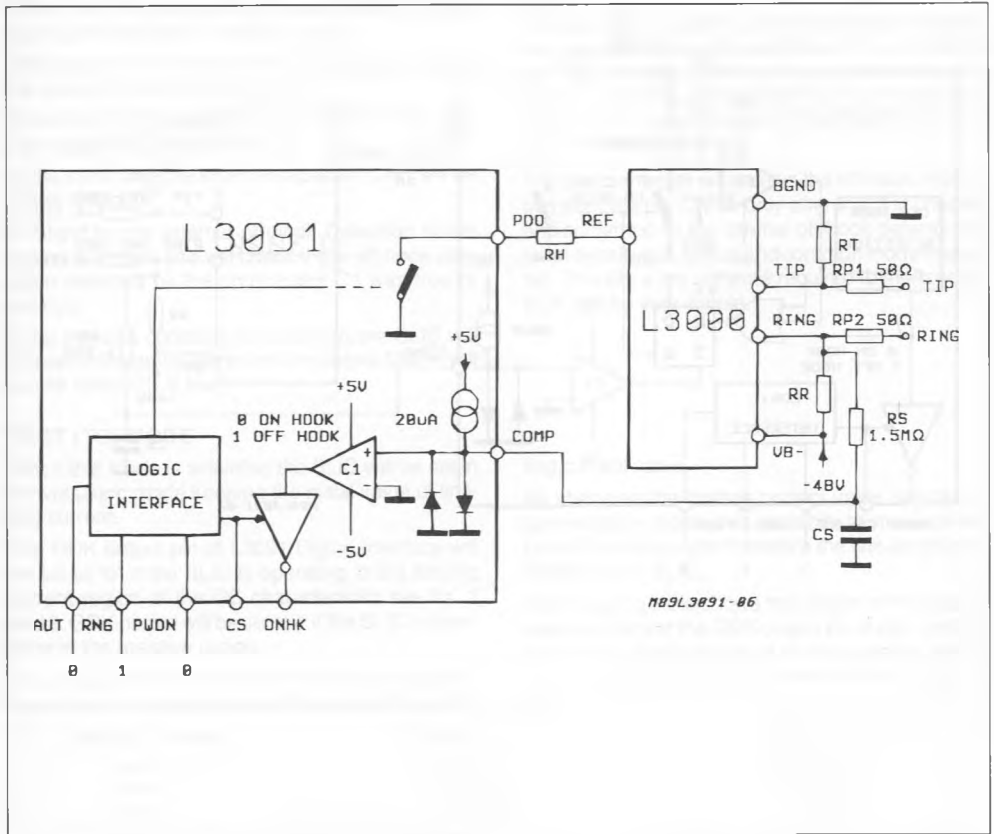 L3091
PDO REF
RH
BGND
RT
TIP RP1 50Ω
TIP
L3000
RING RP2 50Ω
RING
+5V
+5V
20uA
0 ON HOOK
1 OFF HOOK
C1
+
-
COMP
RR
RS
1.5MΩ
VB-
-48V
CS
LOGIC
INTERFACE
-5V
M89L3091-06
AUT RNG PWDN CS ONHK
0 1 0